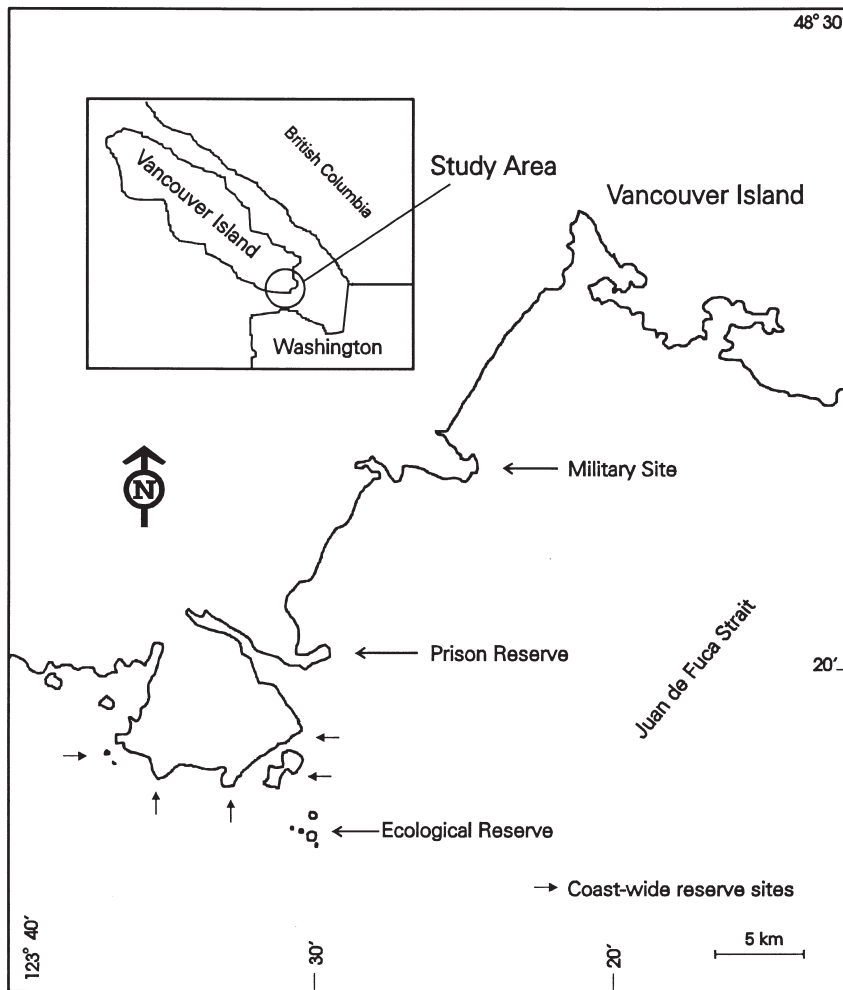 48° 30
British Columbia
Vancouver Island
Study Area
Vancouver Island
Washington
N
Military Site
Juan de Fuca Strait
Prison Reserve
20′
Ecological Reserve
Coast-wide reserve sites
5 km
123° 40′
30′
20′